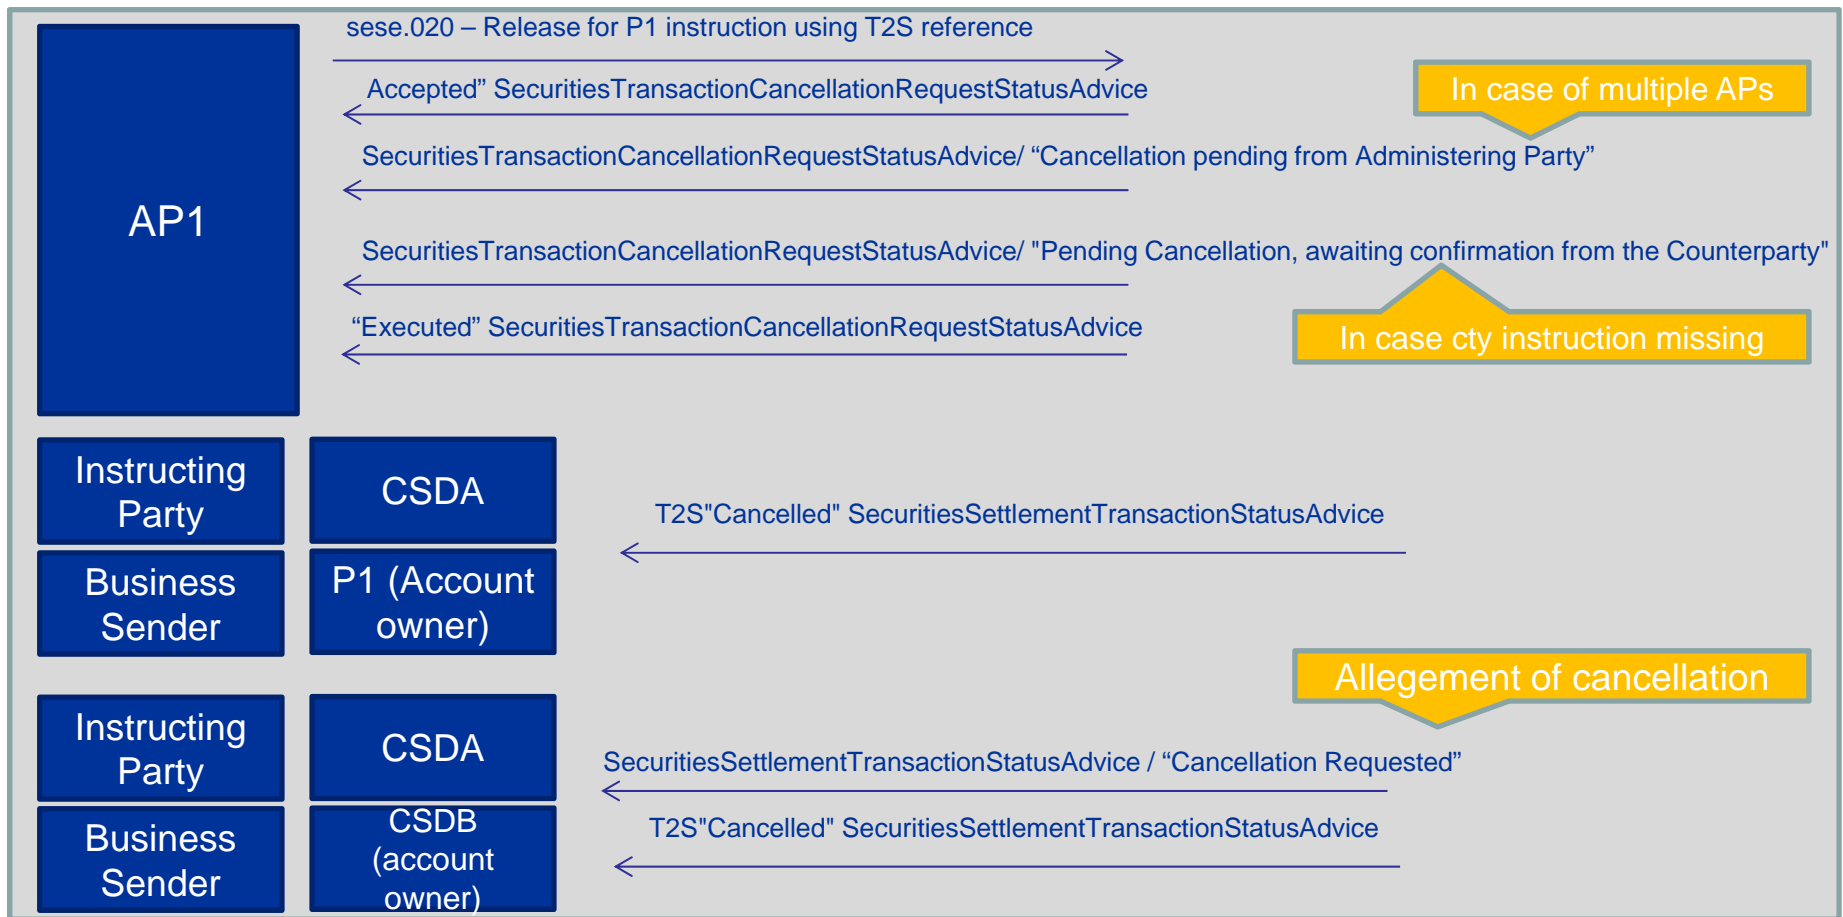 sese.020 – Release for P1 instruction using T2S reference
Accepted” SecuritiesTransactionCancellationRequestStatusAdvice
In case of multiple APs
SecuritiesTransactionCancellationRequestStatusAdvice/ “Cancellation pending from Administering Party”
AP1
SecuritiesTransactionCancellationRequestStatusAdvice/ "Pending Cancellation, awaiting confirmation from the Counterparty"
“Executed” SecuritiesTransactionCancellationRequestStatusAdvice
In case cty instruction missing
Instructing
Party
CSDA
T2S"Cancelled" SecuritiesSettlementTransactionStatusAdvice
Business
Sender
P1 (Account
owner)
Allegement of cancellation
Instructing
Party
CSDA
SecuritiesSettlementTransactionStatusAdvice / “Cancellation Requested”
Business
Sender
CSDB
(account
owner)
T2S"Cancelled" SecuritiesSettlementTransactionStatusAdvice